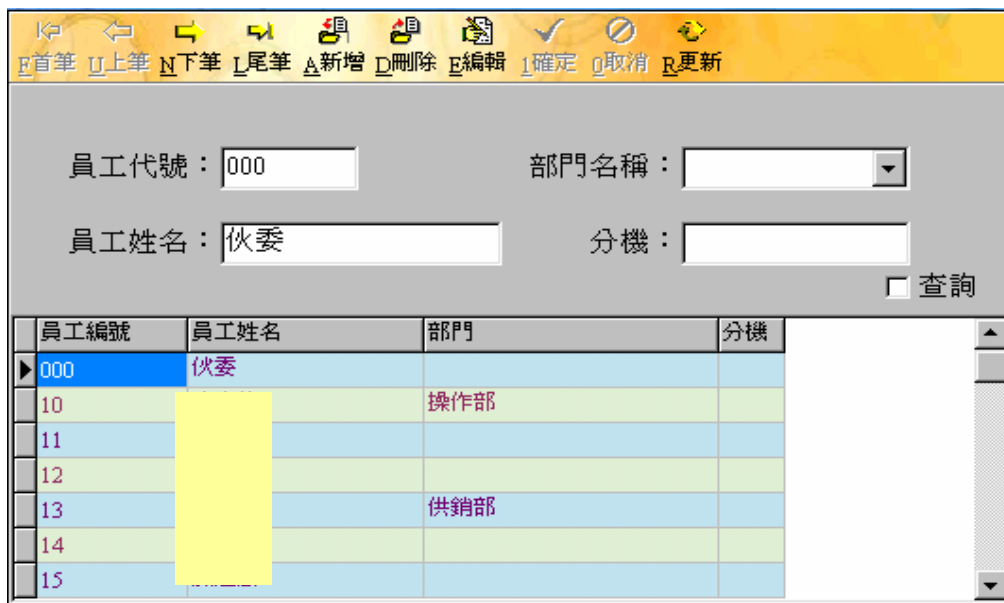 F首筆 U上筆 N下筆 L尾筆 A新增 D刪除 E編輯 1確定 0取消 R更新
員工代號：000 部門名稱：
員工姓名：伙委 分機：
查詢
員工編號 員工姓名 部門 分機
000 伙委
10 操作部
11
12
13 供銷部
14
15